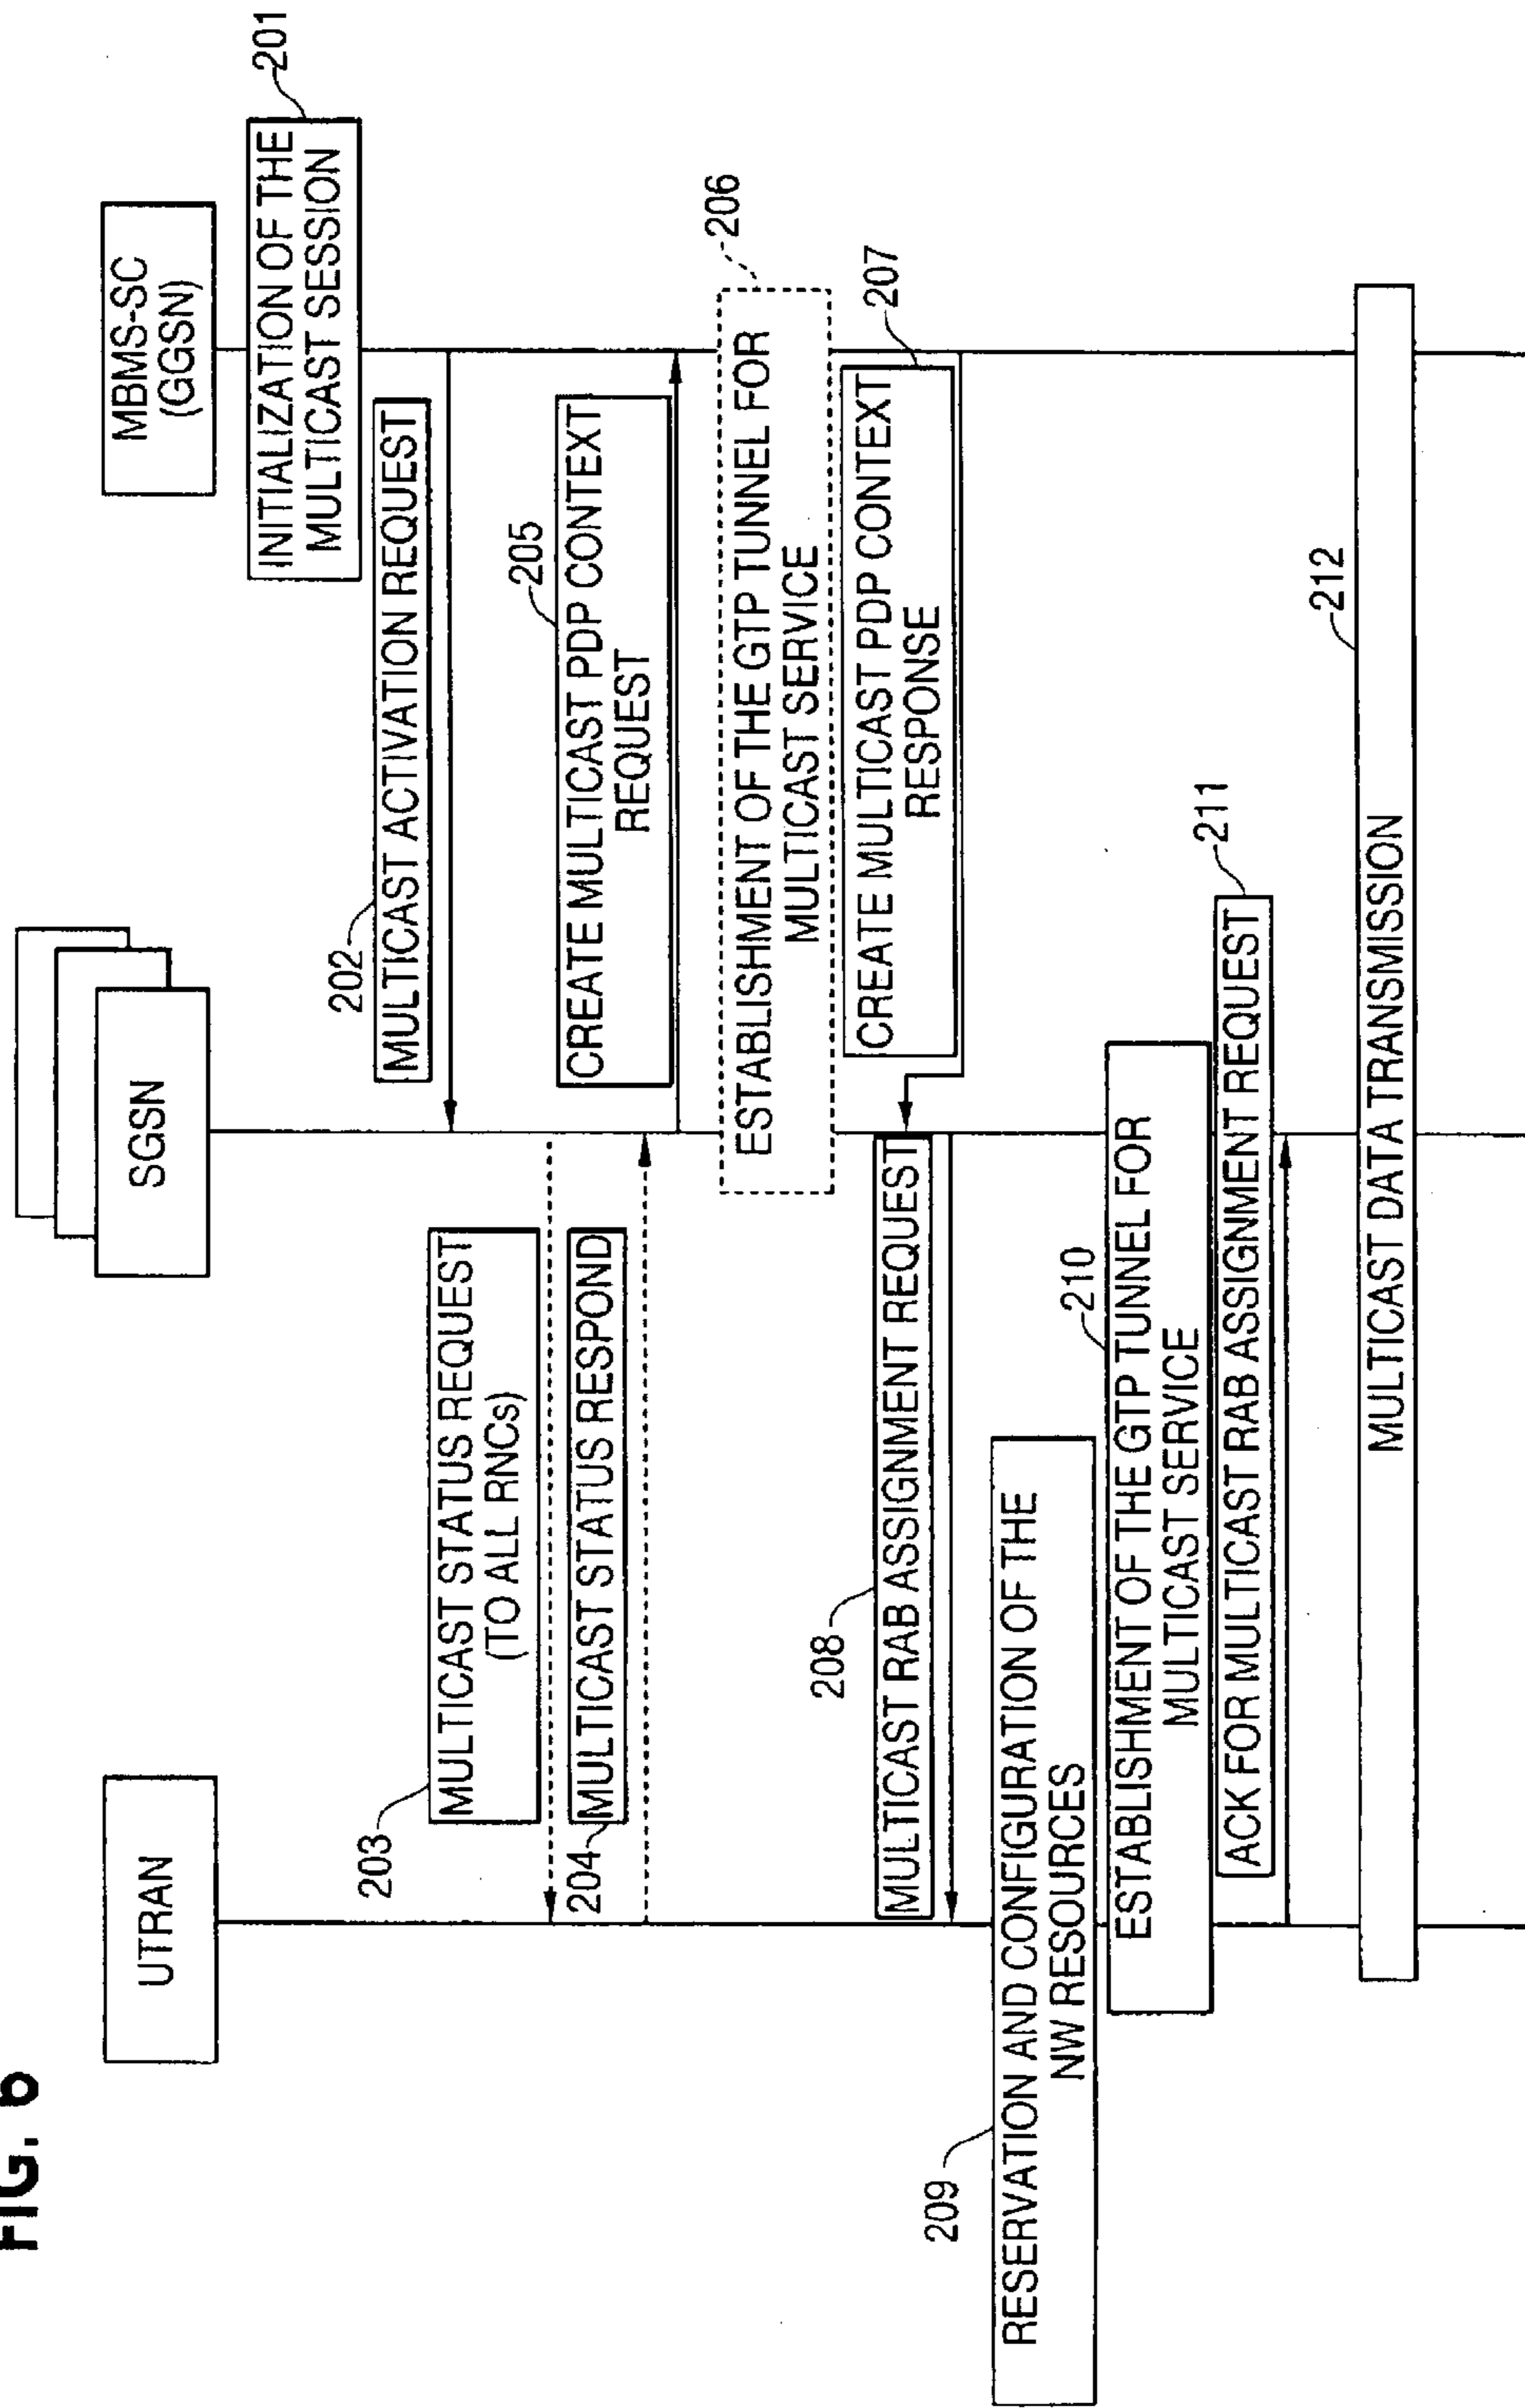 FIG. 6
UTRAN
SGSN
MBMS-SC
(GGSN)
201
INITIALIZATION OF THE
MULTICAST SESSION
202
MULTICAST ACTIVATION REQUEST
203
MULTICAST STATUS REQUEST
(TO ALL RNCs)
204
MULTICAST STATUS RESPOND
205
CREATE MULTICAST PDP CONTEXT
REQUEST
206
ESTABLISHMENT OF THE GTP TUNNEL FOR
MULTICAST SERVICE
207
CREATE MULTICAST PDP CONTEXT
RESPONSE
208
MULTICAST RAB ASSIGNMENT REQUEST
209
RESERVATION AND CONFIGURATION OF THE
NW RESOURCES
210
ESTABLISHMENT OF THE GTP TUNNEL FOR
MULTICAST SERVICE
211
ACK FOR MULTICAST RAB ASSIGNMENT REQUEST
212
MULTICAST DATA TRANSMISSION